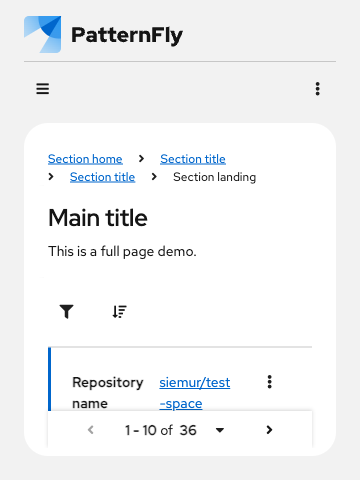 PatternFly
Section home Section title
Section title Section landing
Main title
This is a full page demo.
Repository name siemur/test-space
1 - 10 of 36